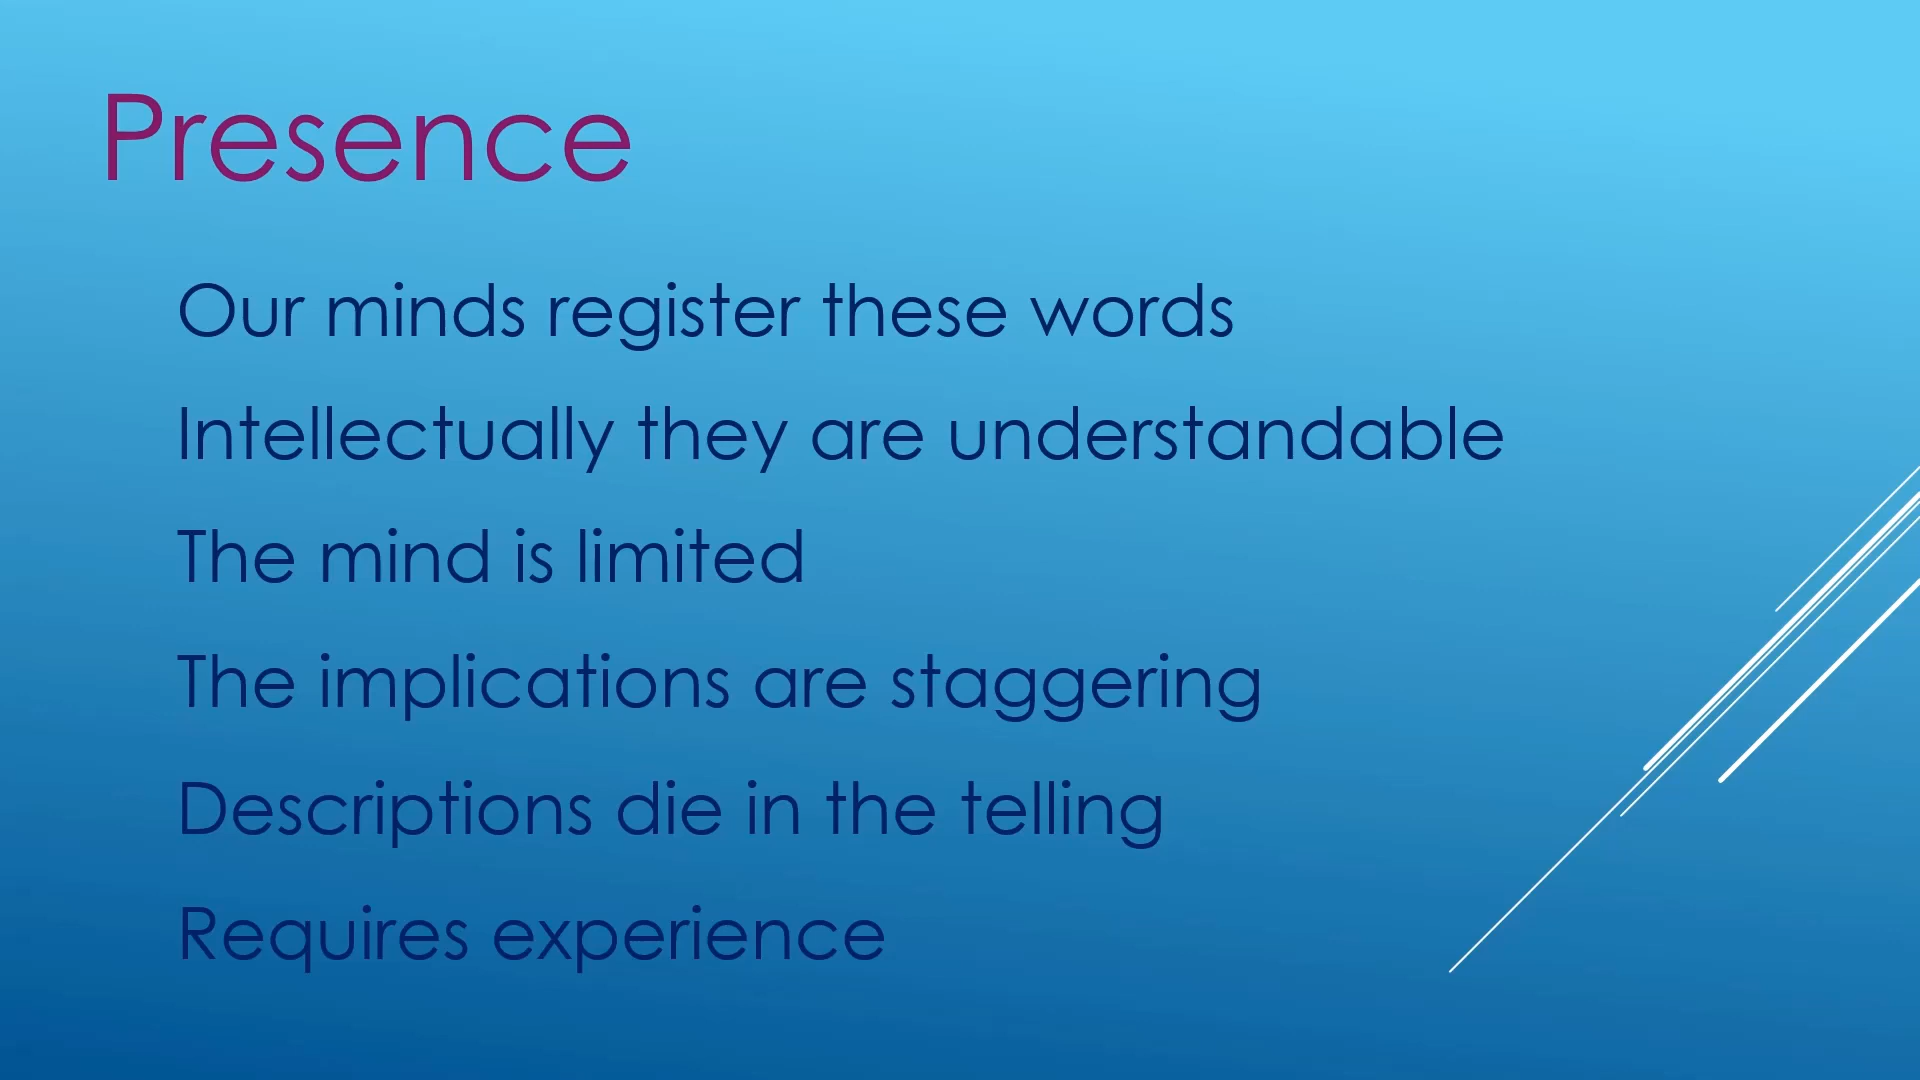 Presence
Our minds register these words
Intellectually they are understandable
The mind is limited
The implications are staggering
Descriptions die in the telling
Requires experience